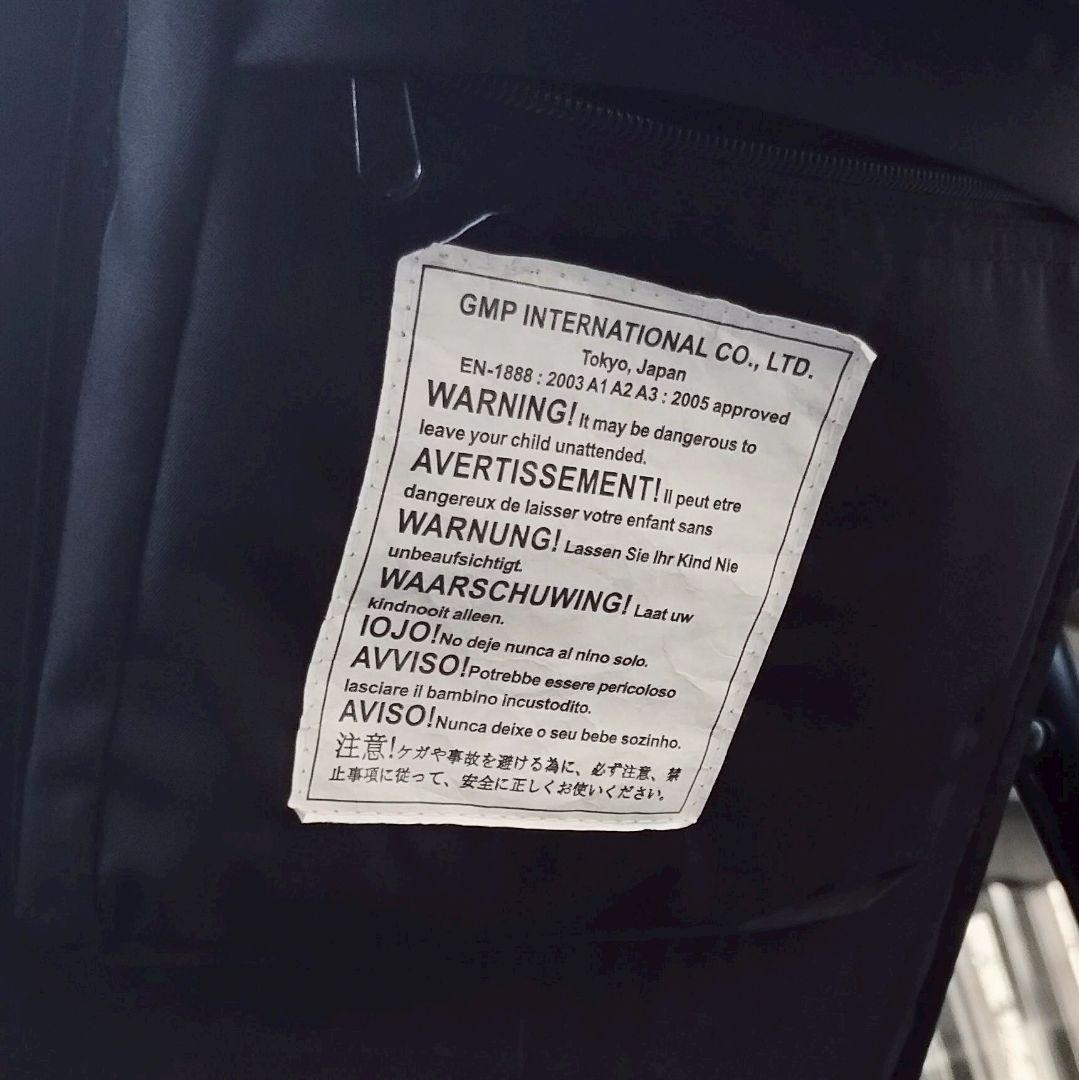 GMP INTERNATIONAL CO., LTD.
Tokyo, Japan
EN-1888 : 2003 A1 A2 A3 : 2005 approved
WARNING! It may be dangerous to
leave your child unattended.
AVERTISSEMENT! Il peut etre
dangereux de laisser votre enfant sans
WARNUNG! Lassen Sie Ihr Kind Nie
unbeaufsichtigt.
WAARSCHUWING! Laat uw
kindnooit alleen.
IOJO! No deje nunca al nino solo.
AVVISO! Potrebbe essere pericoloso
lasciare il bambino incustodito.
AVISO! Nunca deixe o seu bebe sozinho.
注意!ケガや事故を避ける為に、必ず注意、禁
止事項に従って、安全に正しくお使いください。